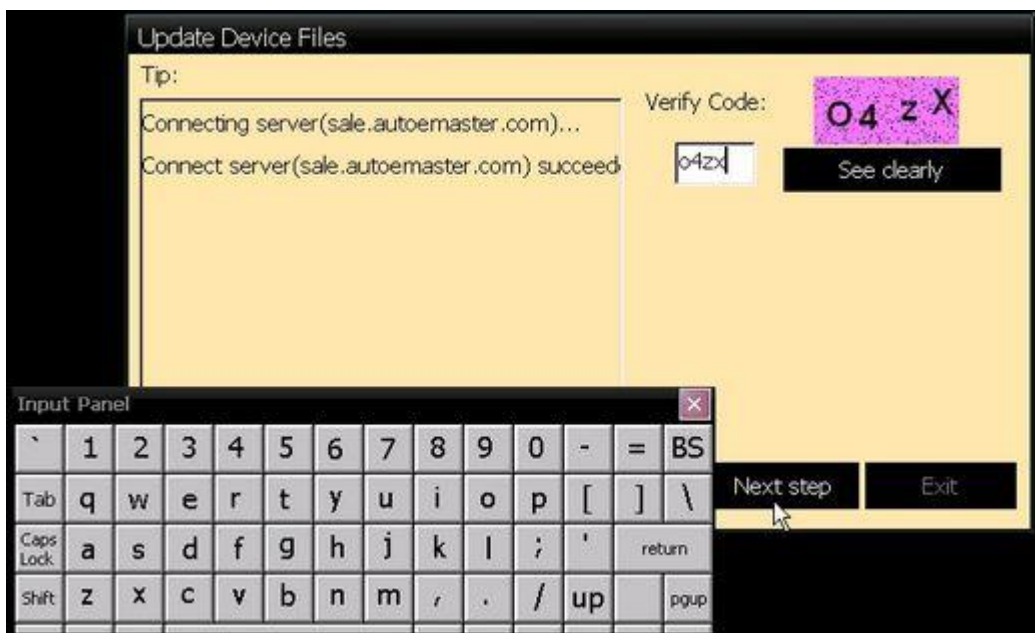 Update Device Files
Tip:
Connecting server(sale.autoemaster.com)...
Connect server(sale.autoemaster.com) succeed
Verify Code:
O4 z X
o4zx
See clearly
Next step
Exit
Input Panel
` 1 2 3 4 5 6 7 8 9 0 - = BS
Tab q w e r t y u i o p [ ] \
Caps Lock a s d f g h j k l ; ' return
Shift z x c v b n m , . / up pgup